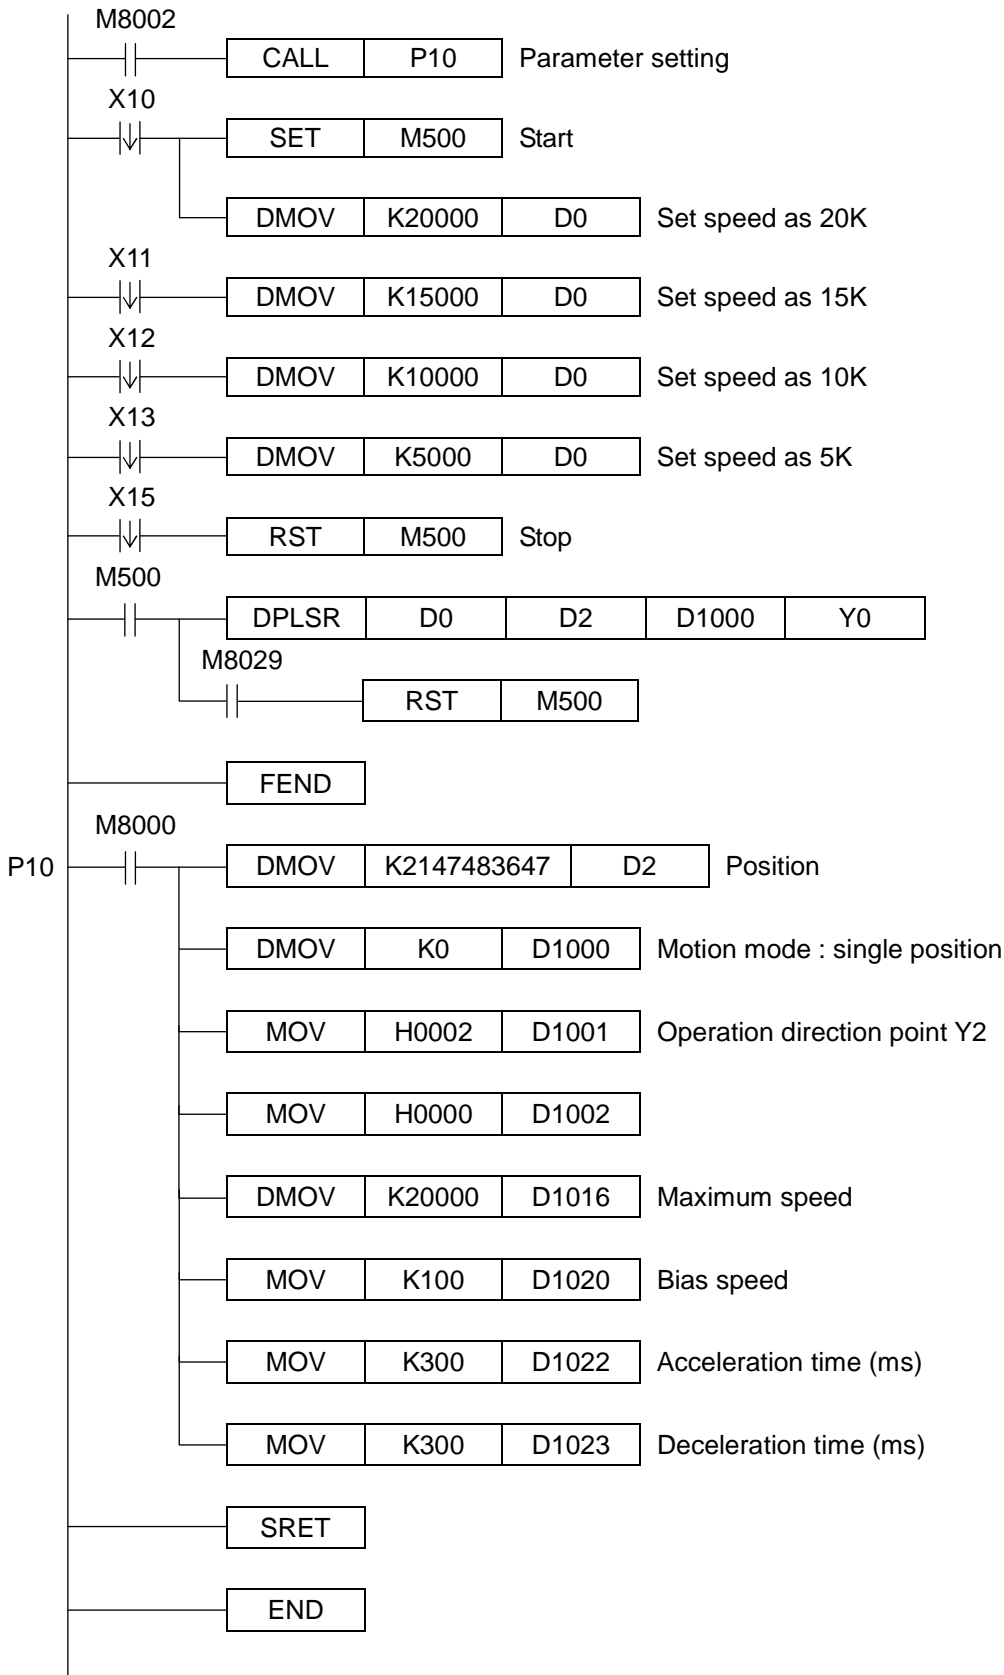 M8002
CALL P10 Parameter setting
X10
SET M500 Start
DMOV K20000 D0 Set speed as 20K
X11
DMOV K15000 D0 Set speed as 15K
X12
DMOV K10000 D0 Set speed as 10K
X13
DMOV K5000 D0 Set speed as 5K
X15
RST M500 Stop
M500
DPLSR D0 D2 D1000 Y0
M8029
RST M500
FEND
M8000
P10 DMOV K2147483647 D2 Position
DMOV K0 D1000 Motion mode : single position
MOV H0002 D1001 Operation direction point Y2
MOV H0000 D1002
DMOV K20000 D1016 Maximum speed
MOV K100 D1020 Bias speed
MOV K300 D1022 Acceleration time (ms)
MOV K300 D1023 Deceleration time (ms)
SRET
END